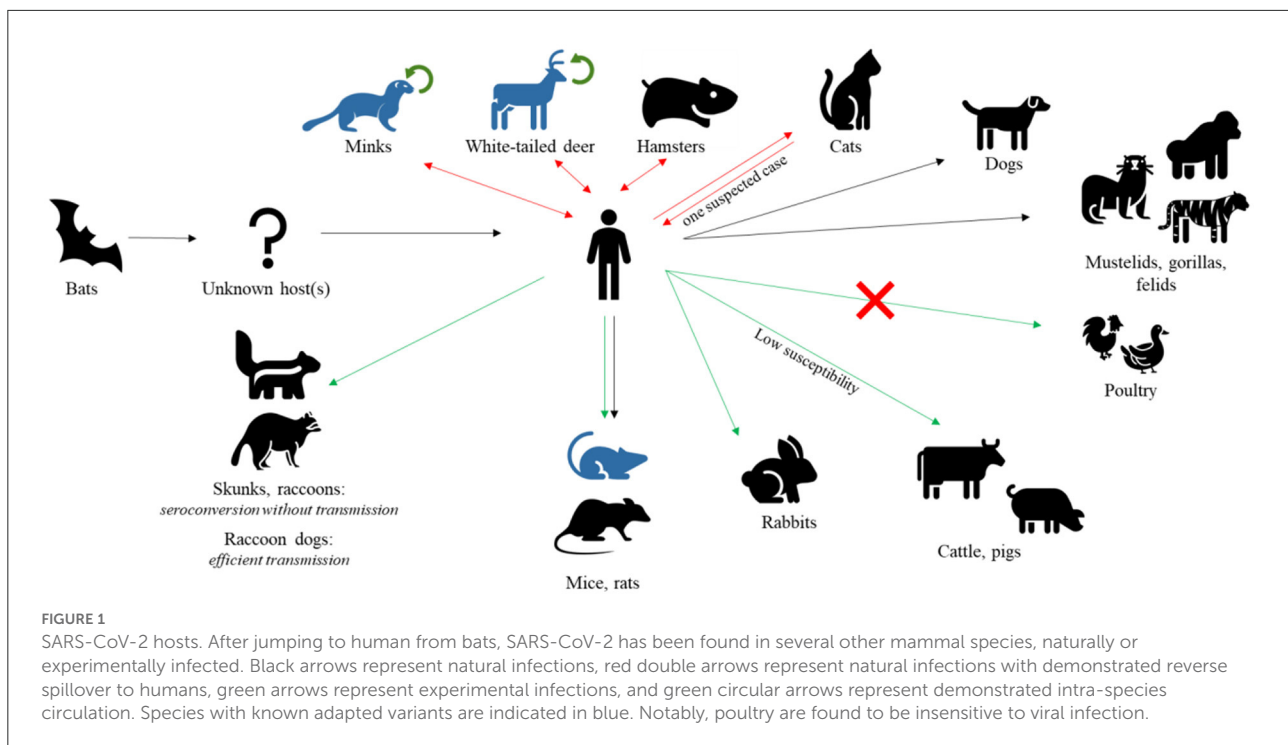 Minks
White-tailed deer
Hamsters
Cats
Dogs
one suspected case
Mustelids, gorillas,
felids
?
Bats
Unknown host(s)
Low susceptibility
Poultry
Skunks, raccoons:
seroconversion without transmission
Raccoon dogs:
efficient transmission
Mice, rats
Rabbits
Cattle, pigs
FIGURE 1
SARS-CoV-2 hosts. After jumping to human from bats, SARS-CoV-2 has been found in several other mammal species, naturally or
experimentally infected. Black arrows represent natural infections, red double arrows represent natural infections with demonstrated reverse
spillover to humans, green arrows represent experimental infections, and green circular arrows represent demonstrated intra-species
circulation. Species with known adapted variants are indicated in blue. Notably, poultry are found to be insensitive to viral infection.